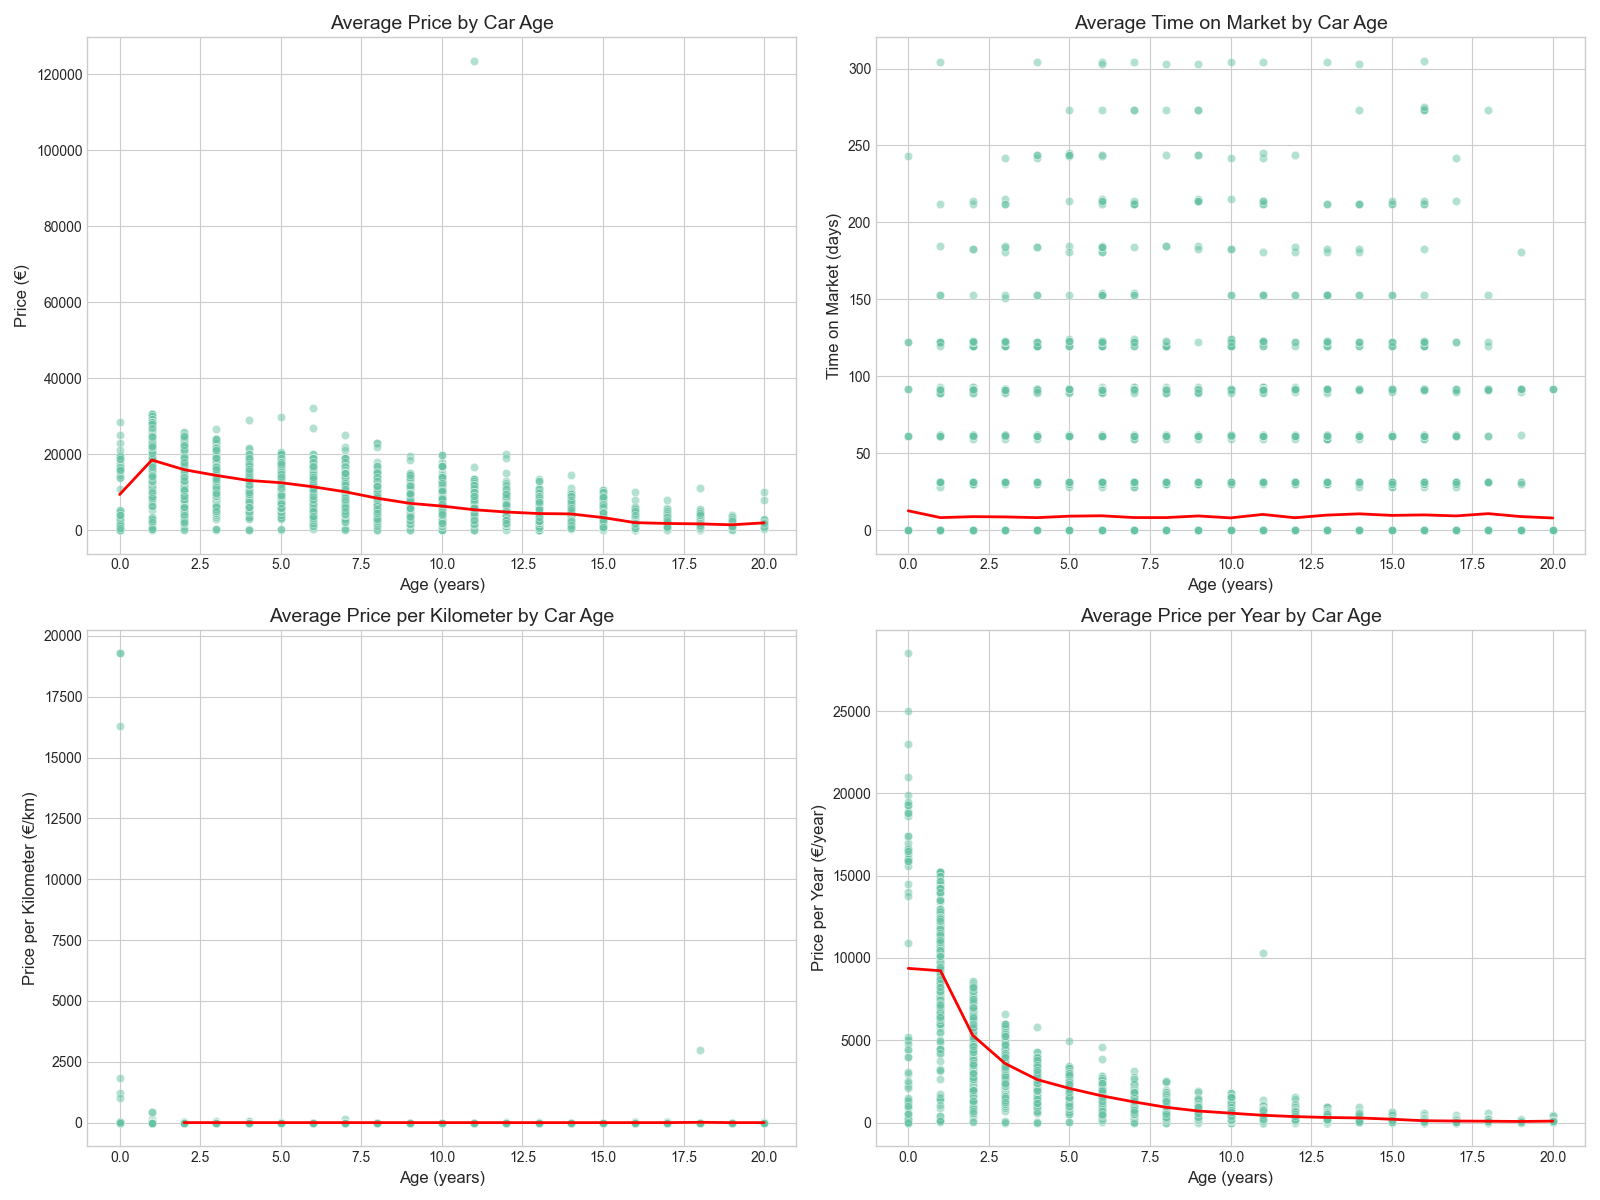 Average Price by Car Age
120000
100000
80000
60000
40000
20000
0
Price (€)
0.0 2.5 5.0 7.5 10.0 12.5 15.0 17.5 20.0
Age (years)
Average Time on Market by Car Age
300
250
200
150
100
50
0
Time on Market (days)
0.0 2.5 5.0 7.5 10.0 12.5 15.0 17.5 20.0
Age (years)
Average Price per Kilometer by Car Age
20000
17500
15000
12500
10000
7500
5000
2500
0
Price per Kilometer (€/km)
0.0 2.5 5.0 7.5 10.0 12.5 15.0 17.5 20.0
Age (years)
Average Price per Year by Car Age
25000
20000
15000
10000
5000
0
Price per Year (€/year)
0.0 2.5 5.0 7.5 10.0 12.5 15.0 17.5 20.0
Age (years)